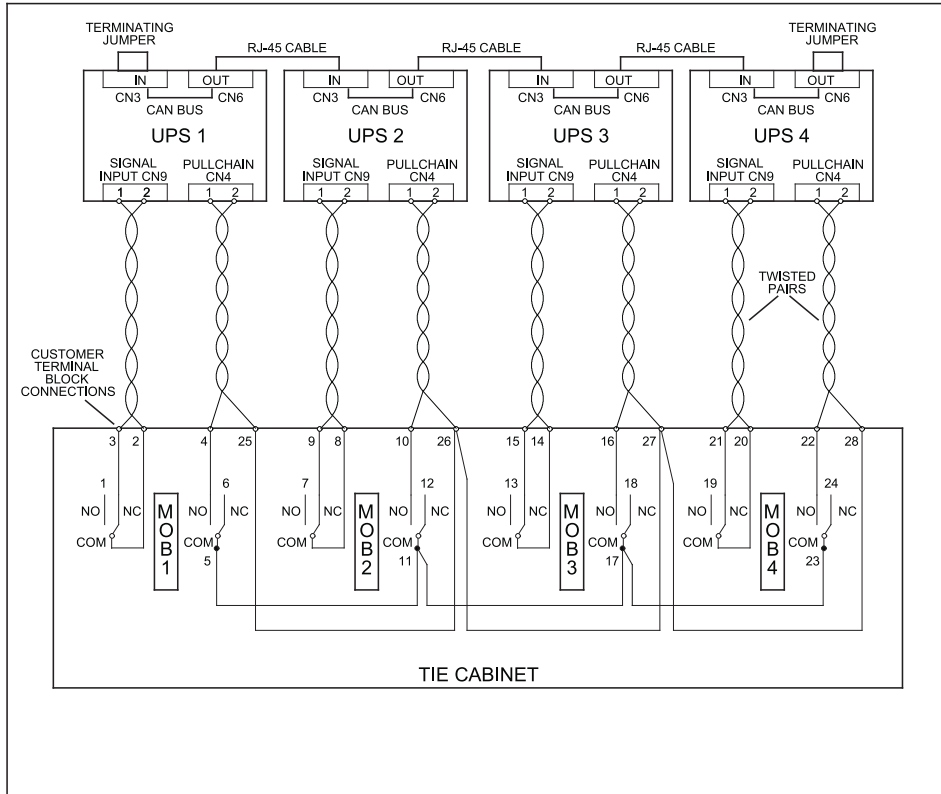 TERMINATING
JUMPER
RJ-45 CABLE
RJ-45 CABLE
RJ-45 CABLE
TERMINATING
JUMPER
IN OUT IN OUT IN OUT IN OUT
CN3 CN6 CN3 CN6 CN3 CN6 CN3 CN6
CAN BUS CAN BUS CAN BUS CAN BUS
UPS 1 UPS 2 UPS 3 UPS 4
SIGNAL PULLCHAIN SIGNAL PULLCHAIN SIGNAL PULLCHAIN SIGNAL PULLCHAIN
INPUT CN9 CN4 INPUT CN9 CN4 INPUT CN9 CN4 INPUT CN9 CN4
1 2 1 2 1 2 1 2 1 2 1 2 1 2 1 2
TWISTED
PAIRS
CUSTOMER
TERMINAL
BLOCK
CONNECTIONS
3 2 4 25 9 8 10 26 15 14 16 27 21 20 22 28
1 6 7 12 13 18 19 24
NO NC NO NC NO NC NO NC NO NC NO NC NO NC NO NC
COM COM COM COM COM COM COM COM
5 11 17 23
MOB1
MOB2
MOB3
MOB4
TIE CABINET